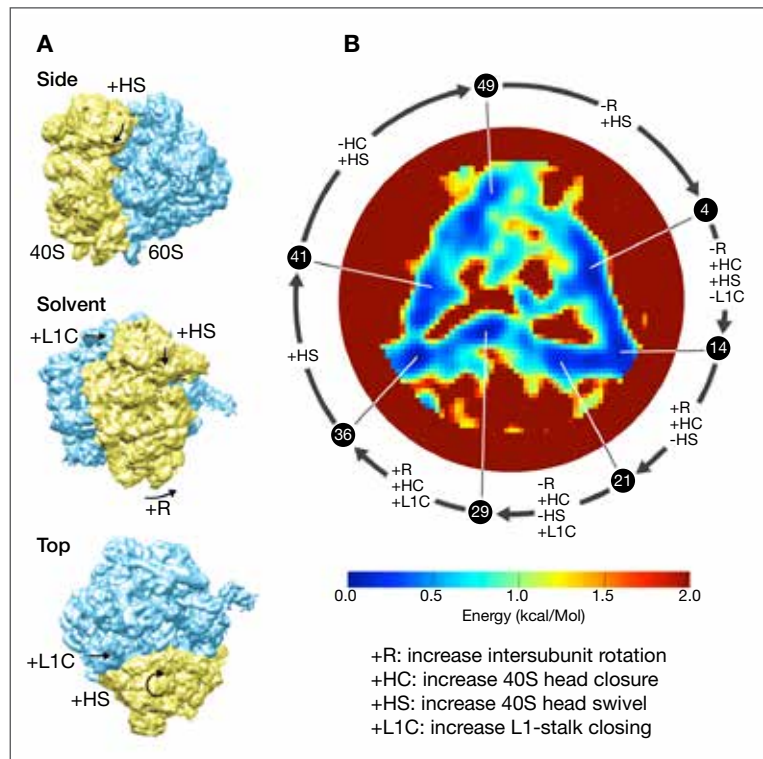 A
Side
+HS
40S
60S
Solvent
+L1C
+HS
+R
Top
+L1C
+HS
B
49
-R
+HS
4
-R
+HC
+HS
-L1C
14
+R
+HC
-HS
21
-R
+HC
-HS
+L1C
29
+R
+HC
+L1C
36
+HS
41
-HC
+HS
0.0 0.5 1.0 1.5 2.0
Energy (kcal/Mol)
+R: increase intersubunit rotation
+HC: increase 40S head closure
+HS: increase 40S head swivel
+L1C: increase L1-stalk closing